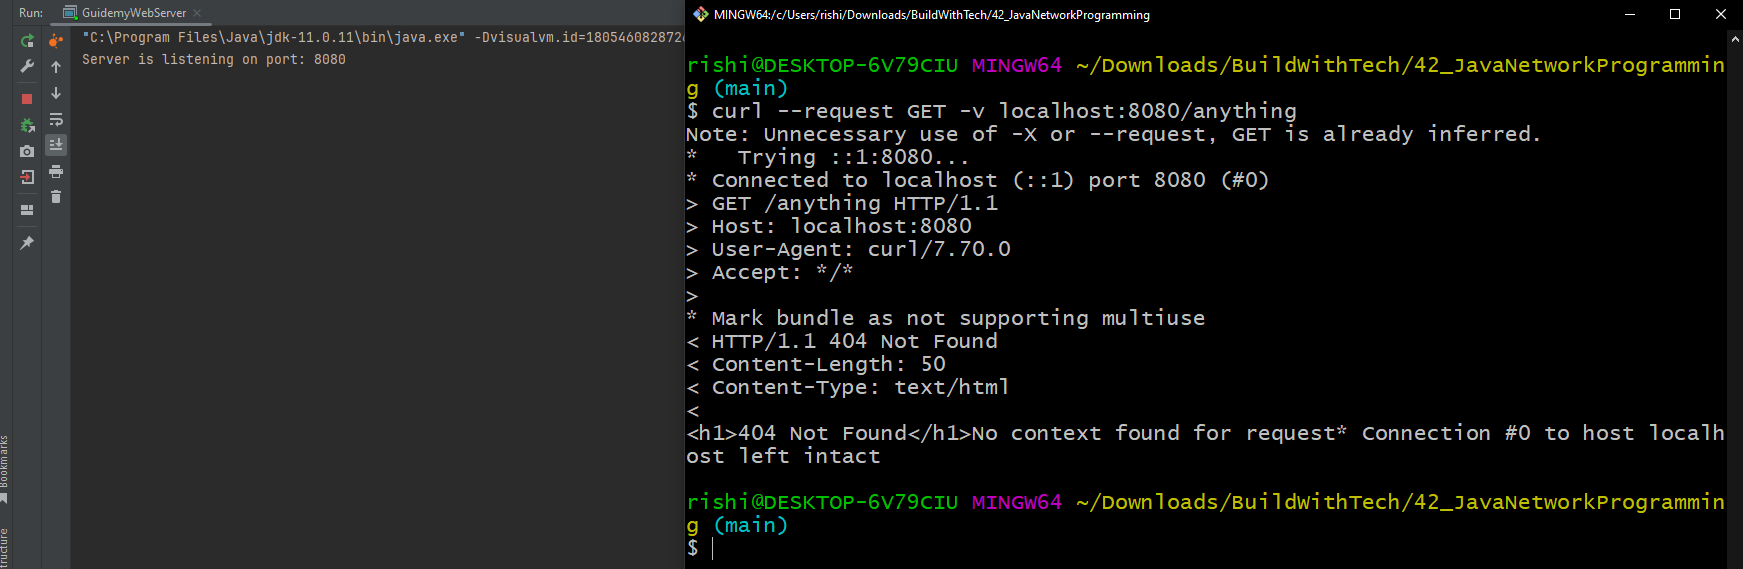 Run: GuidemyWebServer
"C:\Program Files\Java\jdk-11.0.11\bin\java.exe" -Dvisualvm.id=1805460828726
Server is listening on port: 8080
Bookmarks
tructure
MINGW64:/c/Users/rishi/Downloads/BuildWithTech/42_JavaNetworkProgramming
rishi@DESKTOP-6V79CIU MINGW64 ~/Downloads/BuildWithTech/42_JavaNetworkProgrammin
g (main)
$ curl --request GET -v localhost:8080/anything
Note: Unnecessary use of -X or --request, GET is already inferred.
*   Trying ::1:8080...
* Connected to localhost (::1) port 8080 (#0)
> GET /anything HTTP/1.1
> Host: localhost:8080
> User-Agent: curl/7.70.0
> Accept: */*
>
* Mark bundle as not supporting multiuse
< HTTP/1.1 404 Not Found
< Content-Length: 50
< Content-Type: text/html
<
<h1>404 Not Found</h1>No context found for request* Connection #0 to host localh
ost left intact
rishi@DESKTOP-6V79CIU MINGW64 ~/Downloads/BuildWithTech/42_JavaNetworkProgrammin
g (main)
$